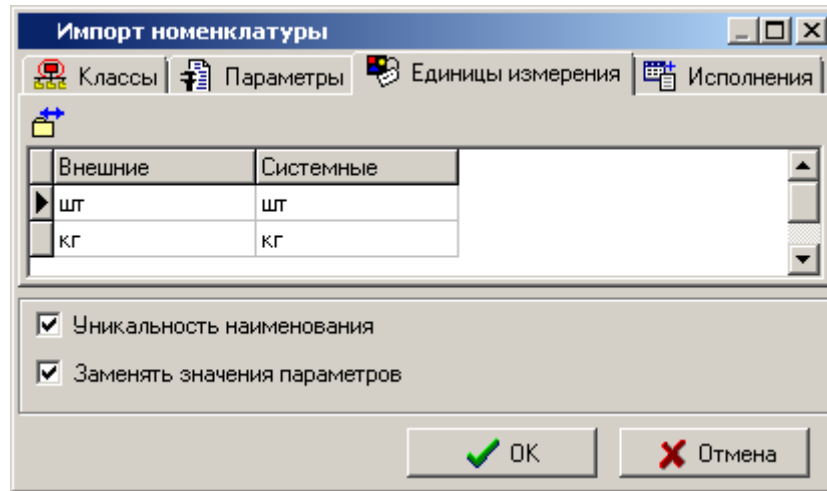 Импорт номенклатуры
Классы Параметры Единицы измерения Исполнения
Внешние Системные
шт шт
кг кг
Уникальность наименования
Заменять значения параметров
OK Отмена